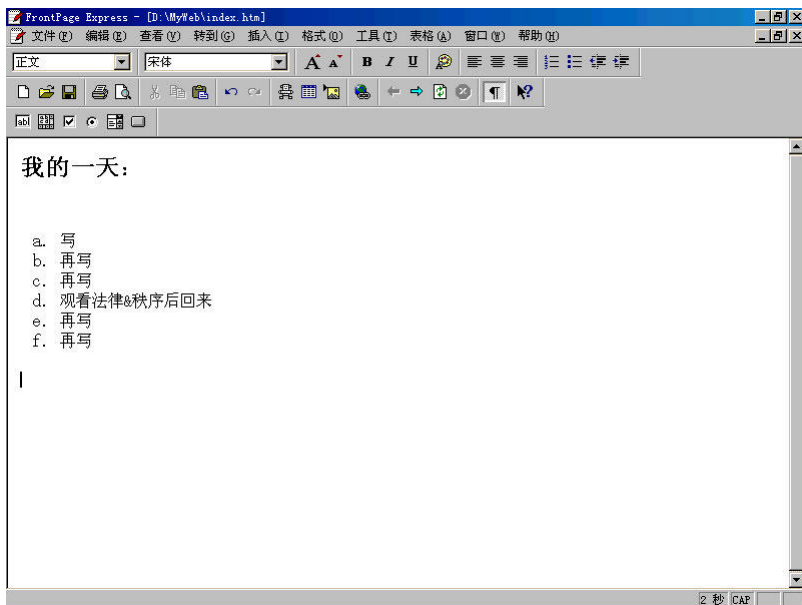 FrontPage Express - [D:\MyWeb\index.htm]
文件(F) 编辑(E) 查看(V) 转到(G) 插入(I) 格式(O) 工具(T) 表格(A) 窗口(W) 帮助(H)
正文 宋体 A A B I U
abl
我的一天：
a. 写
b. 再写
c. 再写
d. 观看法律&秩序后回来
e. 再写
f. 再写
2 秒 CAP